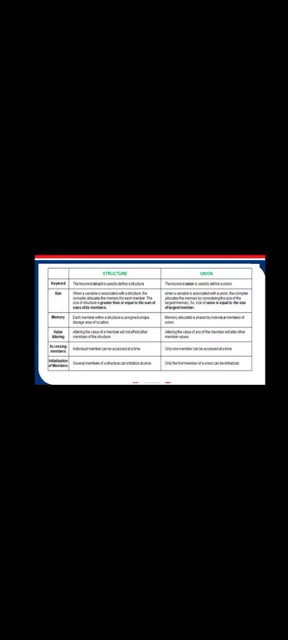 STRUCTURE UNION
Keyword The keyword struct is used to define a structure The keyword union is used to define a union.
Size When a variable is associated with a structure, the when a variable is associated with a union, the compiler
compiler allocates the memory for each member. The allocates the memory by considering the size of the
size of structure is greater than or equal to the sum of largest memory. So, size of union is equal to the size
sizes of its members. of largest member.
Memory Each member within a structure is assigned unique Memory allocated is shared by individual members of
storage area of location. union.
Value Altering the value of a member will not affect other Altering the value of any of the member will alter other
Altering members of the structure. member values.
Accessing Individual member can be accessed at a time. Only one member can be accessed at a time.
members
Initialization Several members of a structure can initialize at once. Only the first member of a union can be initialized.
of Members